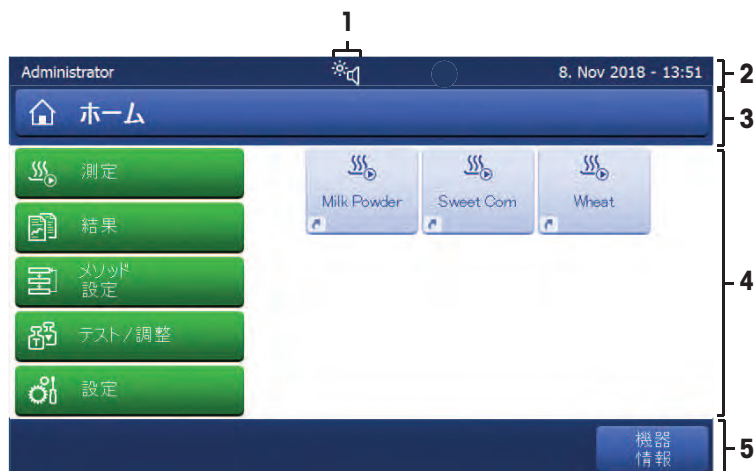 1
Administrator
8. Nov 2018 - 13:51
2
ホーム
3
測定
Milk Powder
Sweet Corn
Wheat
結果
メソッド
設定
4
テスト/調整
設定
機器
情報
5